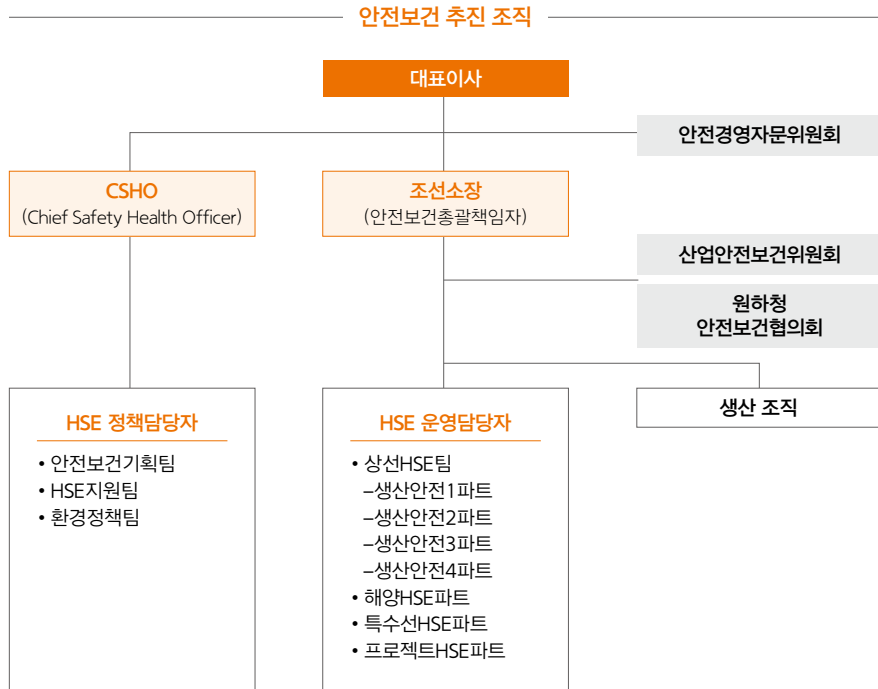 안전보건 추진 조직
대표이사
안전경영자문위원회
CSHO
(Chief Safety Health Officer)
조선소장
(안전보건총괄책임자)
산업안전보건위원회
원하청
안전보건협의회
HSE 정책담당자
• 안전보건기획팀
• HSE지원팀
• 환경정책팀
HSE 운영담당자
• 상선HSE팀
–생산안전1파트
–생산안전2파트
–생산안전3파트
–생산안전4파트
• 해양HSE파트
• 특수선HSE파트
• 프로젝트HSE파트
생산 조직